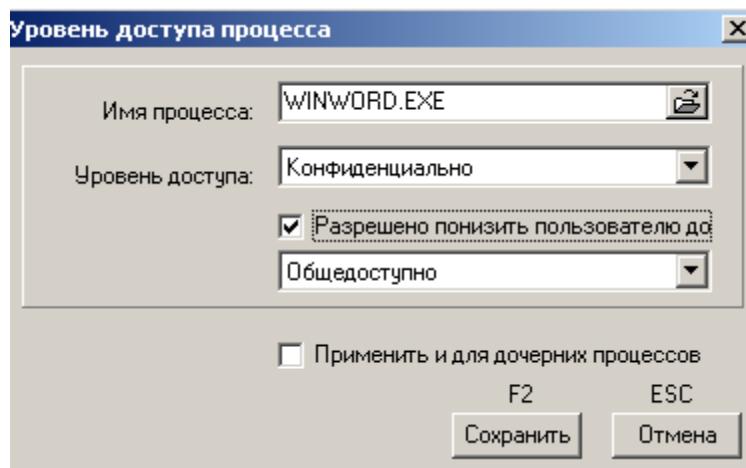 Уровень доступа процесса
Имя процесса: WINWORD.EXE
Уровень доступа: Конфиденциально
Разрешено понизить пользователю до
Общедоступно
Применить и для дочерних процессов
F2 ESC
Сохранить Отмена